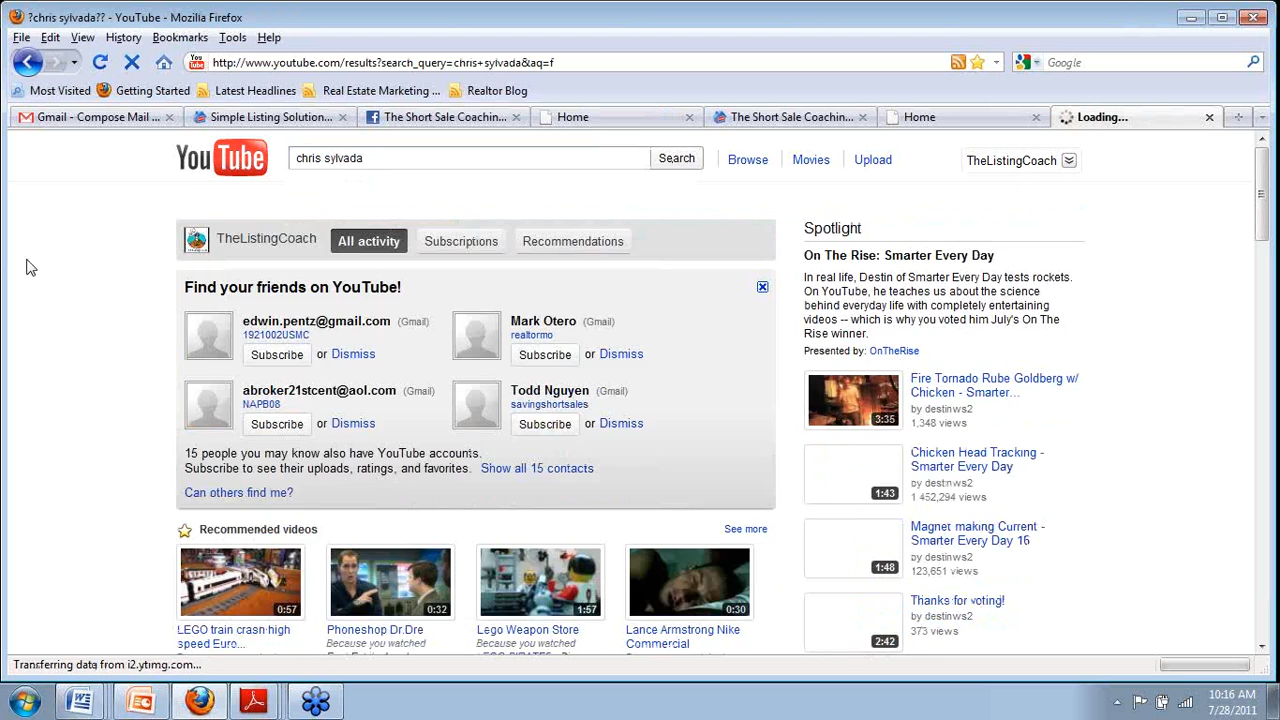 ?chris sylvada?? - YouTube - Mozilla Firefox
File Edit View History Bookmarks Tools Help
http://www.youtube.com/results?search_query=chris+sylvada&aq=f
Google
Most Visited Getting Started Latest Headlines Real Estate Marketing ... Realtor Blog
Gmail - Compose Mail ... Simple Listing Solution... The Short Sale Coachin... Home The Short Sale Coachin... Home Loading...
YouTube
chris sylvada
Search
Browse Movies Upload
TheListingCoach
TheListingCoach All activity Subscriptions Recommendations
Find your friends on YouTube!
edwin.pentz@gmail.com (Gmail)
1921002USMC
Subscribe or Dismiss
Mark Otero (Gmail)
realtormo
Subscribe or Dismiss
abroker21stcent@aol.com (Gmail)
NAPB08
Subscribe or Dismiss
Todd Nguyen (Gmail)
savingshortsales
Subscribe or Dismiss
15 people you may know also have YouTube accounts.
Subscribe to see their uploads, ratings, and favorites. Show all 15 contacts
Can others find me?
Recommended videos See more
0:57
LEGO train crash high
speed Euro...
0:32
Phoneshop Dr.Dre
Because you watched
1:57
Lego Weapon Store
Because you watched
0:30
Lance Armstrong Nike
Commercial
Spotlight
On The Rise: Smarter Every Day
In real life, Destin of Smarter Every Day tests rockets.
On YouTube, he teaches us about the science
behind everyday life with completely entertaining
videos -- which is why you voted him July's On The
Rise winner.
Presented by: OnTheRise
3:35
Fire Tornado Rube Goldberg w/
Chicken - Smarter...
by destinws2
1,348 views
1:43
Chicken Head Tracking -
Smarter Every Day
by destinws2
1 452,294 views
1:48
Magnet making Current -
Smarter Every Day 16
by destinws2
123,651 views
2:42
Thanks for voting!
by destinws2
373 views
Transferring data from i2.ytimg.com...
10:16 AM
7/28/2011